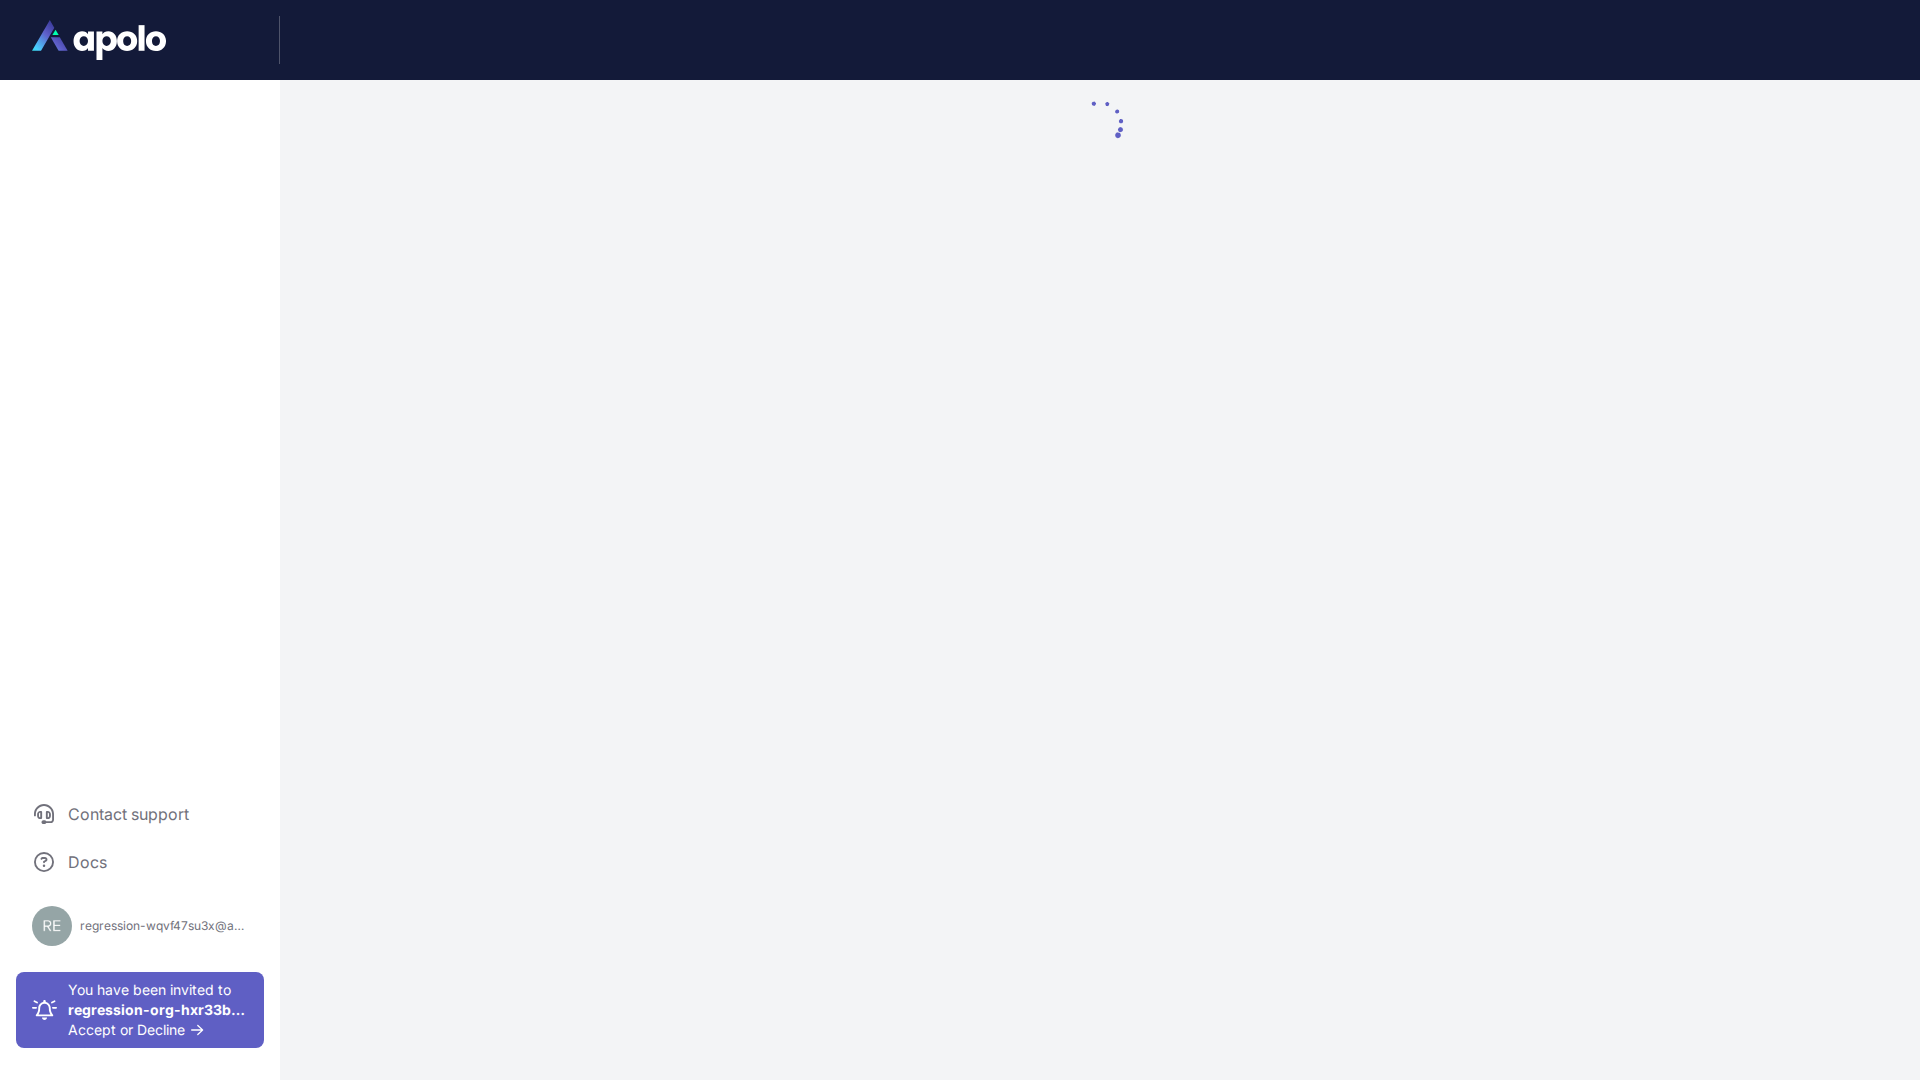 apolo
Contact support
Docs
RE
regression-wqvf47su3x@a...
You have been invited to
regression-org-hxr33b...
Accept or Decline →